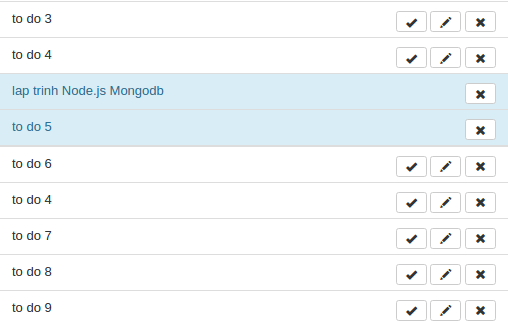 to do 3
to do 4
lap trinh Node.js Mongodb
to do 5
to do 6
to do 4
to do 7
to do 8
to do 9